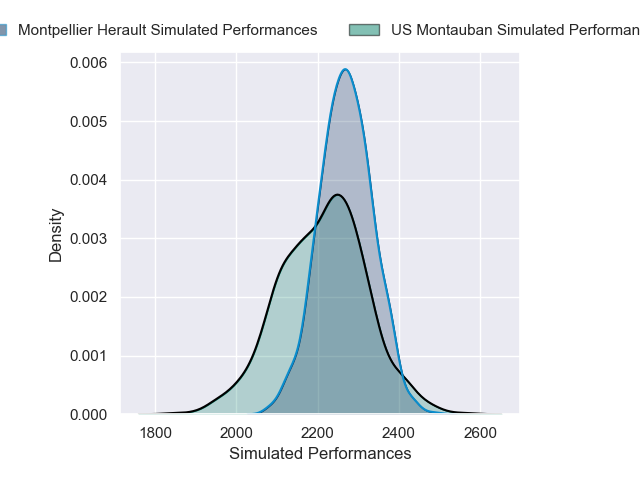 Montpellier Herault Simulated Performances
US Montauban Simulated Performan
0.006
0.005
0.004
0.003
0.002
0.001
0.000
Density
1800 2000 2200 2400 2600
Simulated Performances